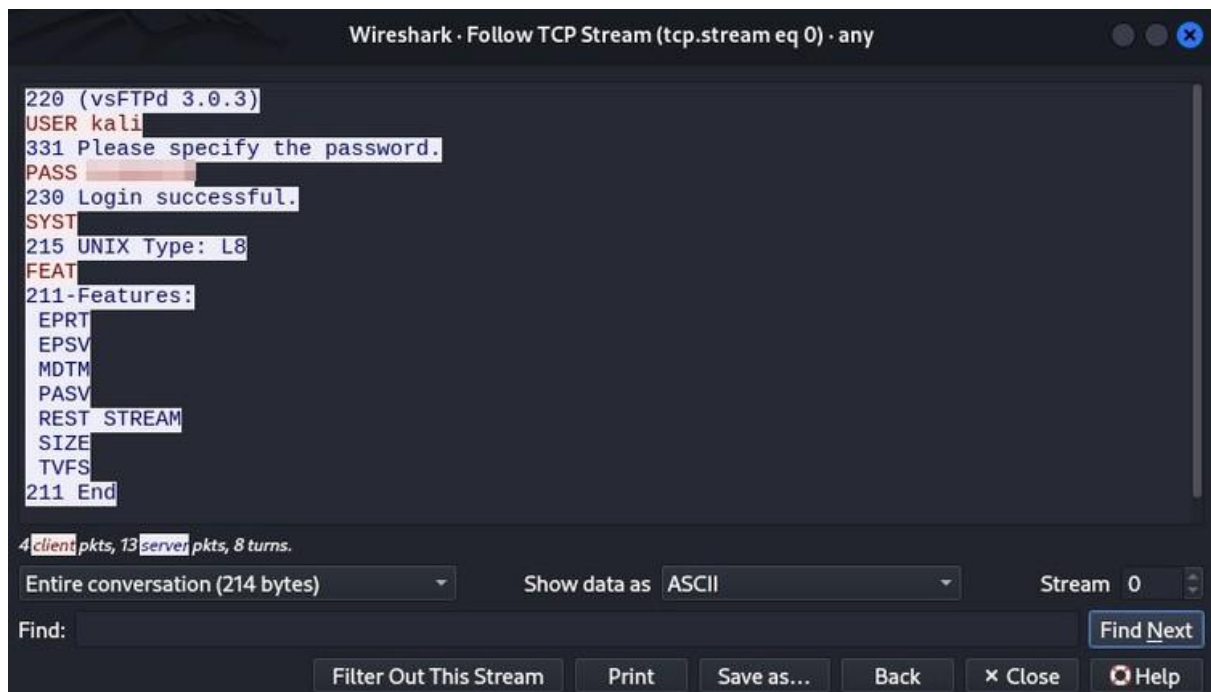 Wireshark · Follow TCP Stream (tcp.stream eq 0) · any
220 (vsFTPd 3.0.3)
USER kali
331 Please specify the password.
PASS
230 Login successful.
SYST
215 UNIX Type: L8
FEAT
211-Features:
EPRT
EPSV
MDTM
PASV
REST STREAM
SIZE
TVFS
211 End
4 client pkts, 13 server pkts, 8 turns.
Entire conversation (214 bytes) Show data as ASCII Stream 0
Find: Find Next
Filter Out This Stream Print Save as... Back × Close Help